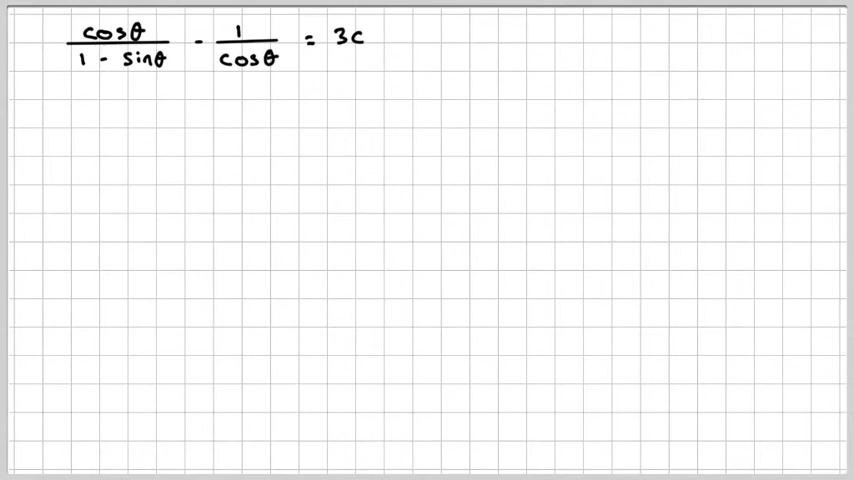 cosθ / (1 - sinθ) - 1 / cosθ = 3c